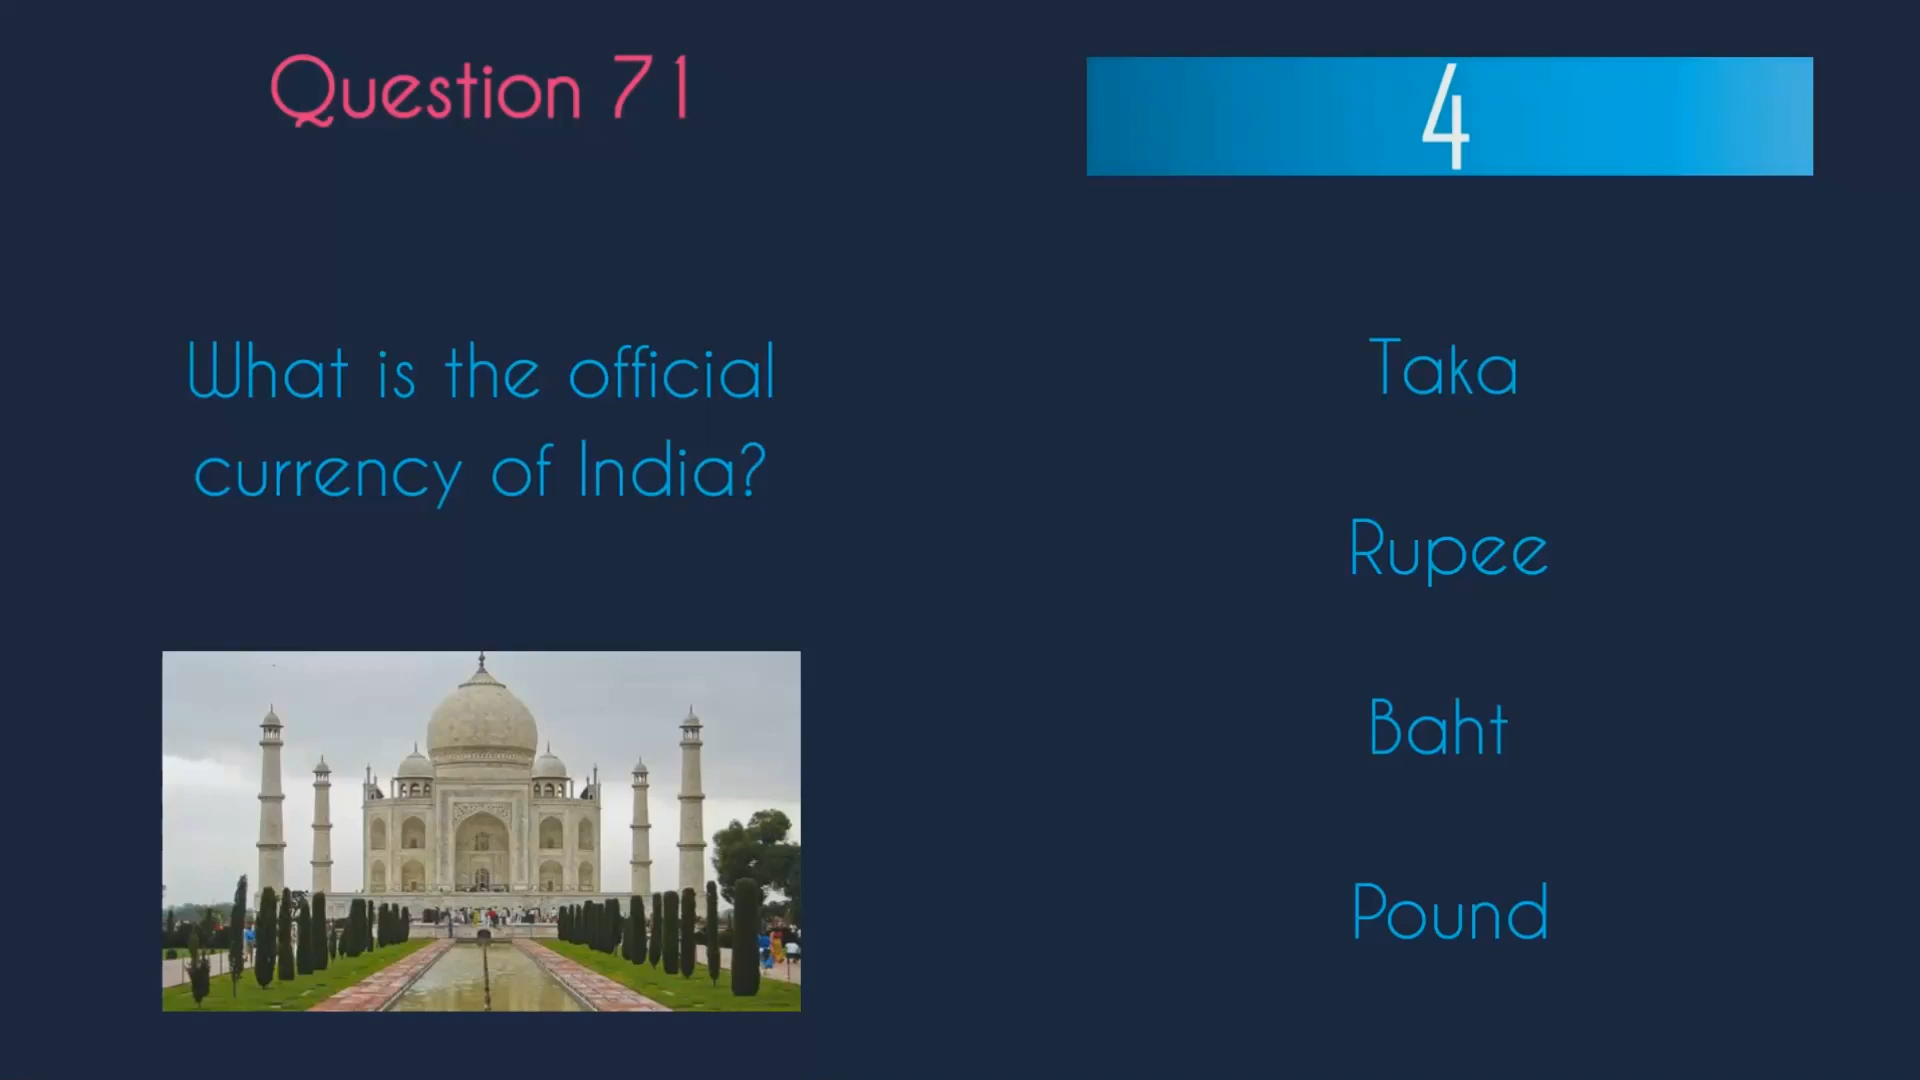 Question 71
4
What is the official
currency of India?
Taka
Rupee
Baht
Pound